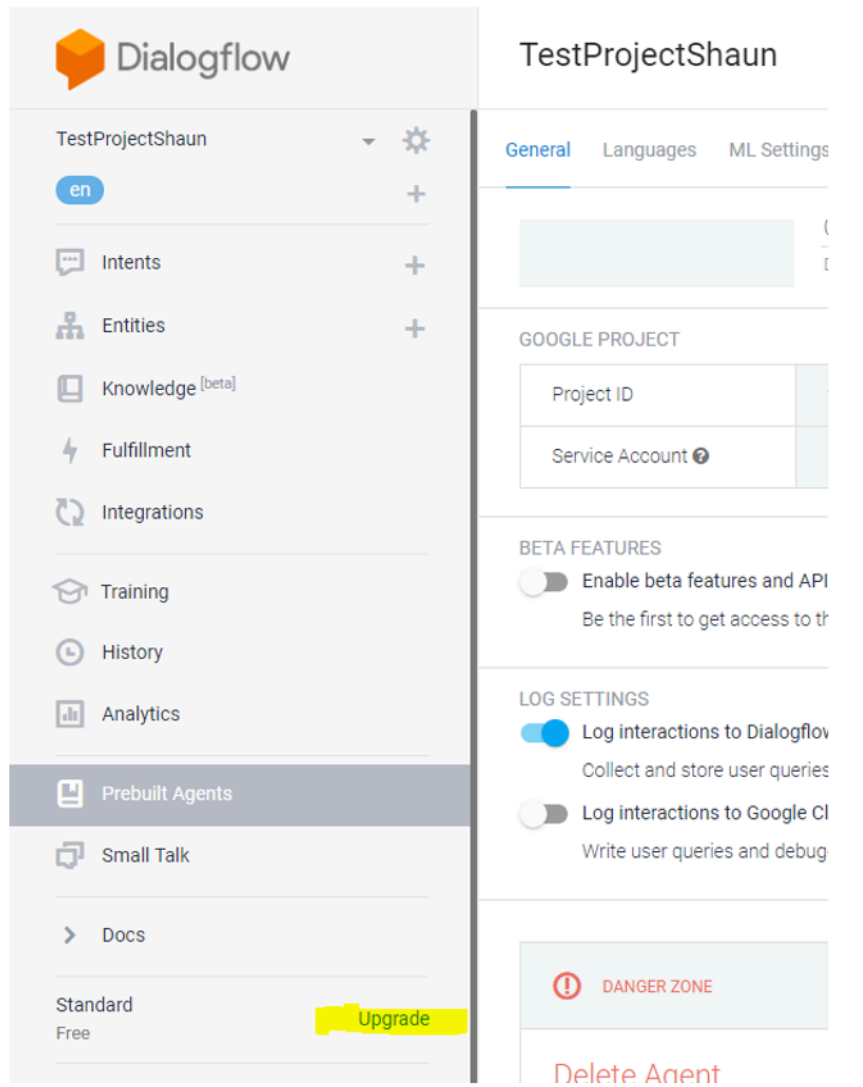 Dialogflow
TestProjectShaun
en
Intents
Entities
Knowledge [beta]
Fulfillment
Integrations
Training
History
Analytics
Prebuilt Agents
Small Talk
Docs
Standard
Free
Upgrade
TestProjectShaun
General Languages ML Settings
GOOGLE PROJECT
Project ID
Service Account
BETA FEATURES
Enable beta features and API
Be the first to get access to
LOG SETTINGS
Log interactions to Dialogflow
Collect and store user queries
Log interactions to Google Cl
Write user queries and debug
DANGER ZONE
Delete Agent